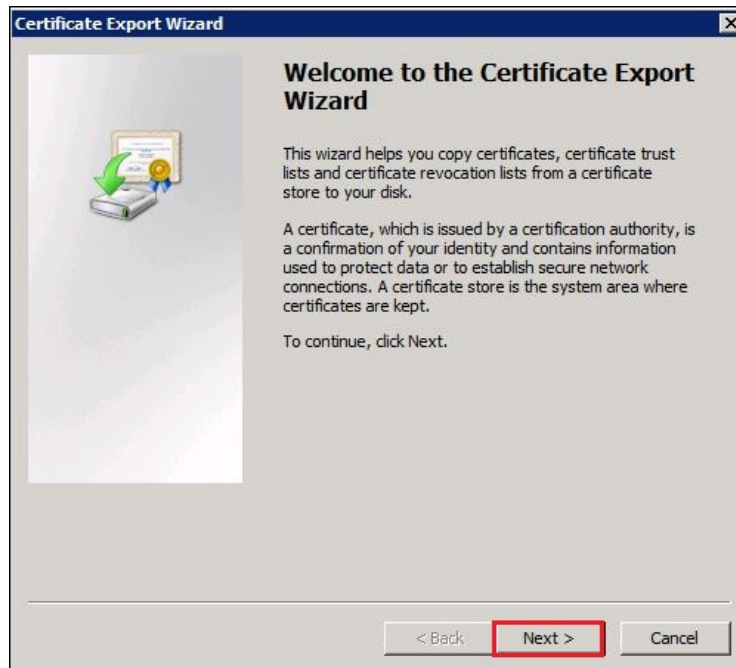 Certificate Export Wizard
Welcome to the Certificate Export
Wizard
This wizard helps you copy certificates, certificate trust
lists and certificate revocation lists from a certificate
store to your disk.
A certificate, which is issued by a certification authority, is
a confirmation of your identity and contains information
used to protect data or to establish secure network
connections. A certificate store is the system area where
certificates are kept.
To continue, click Next.
< Back Next > Cancel